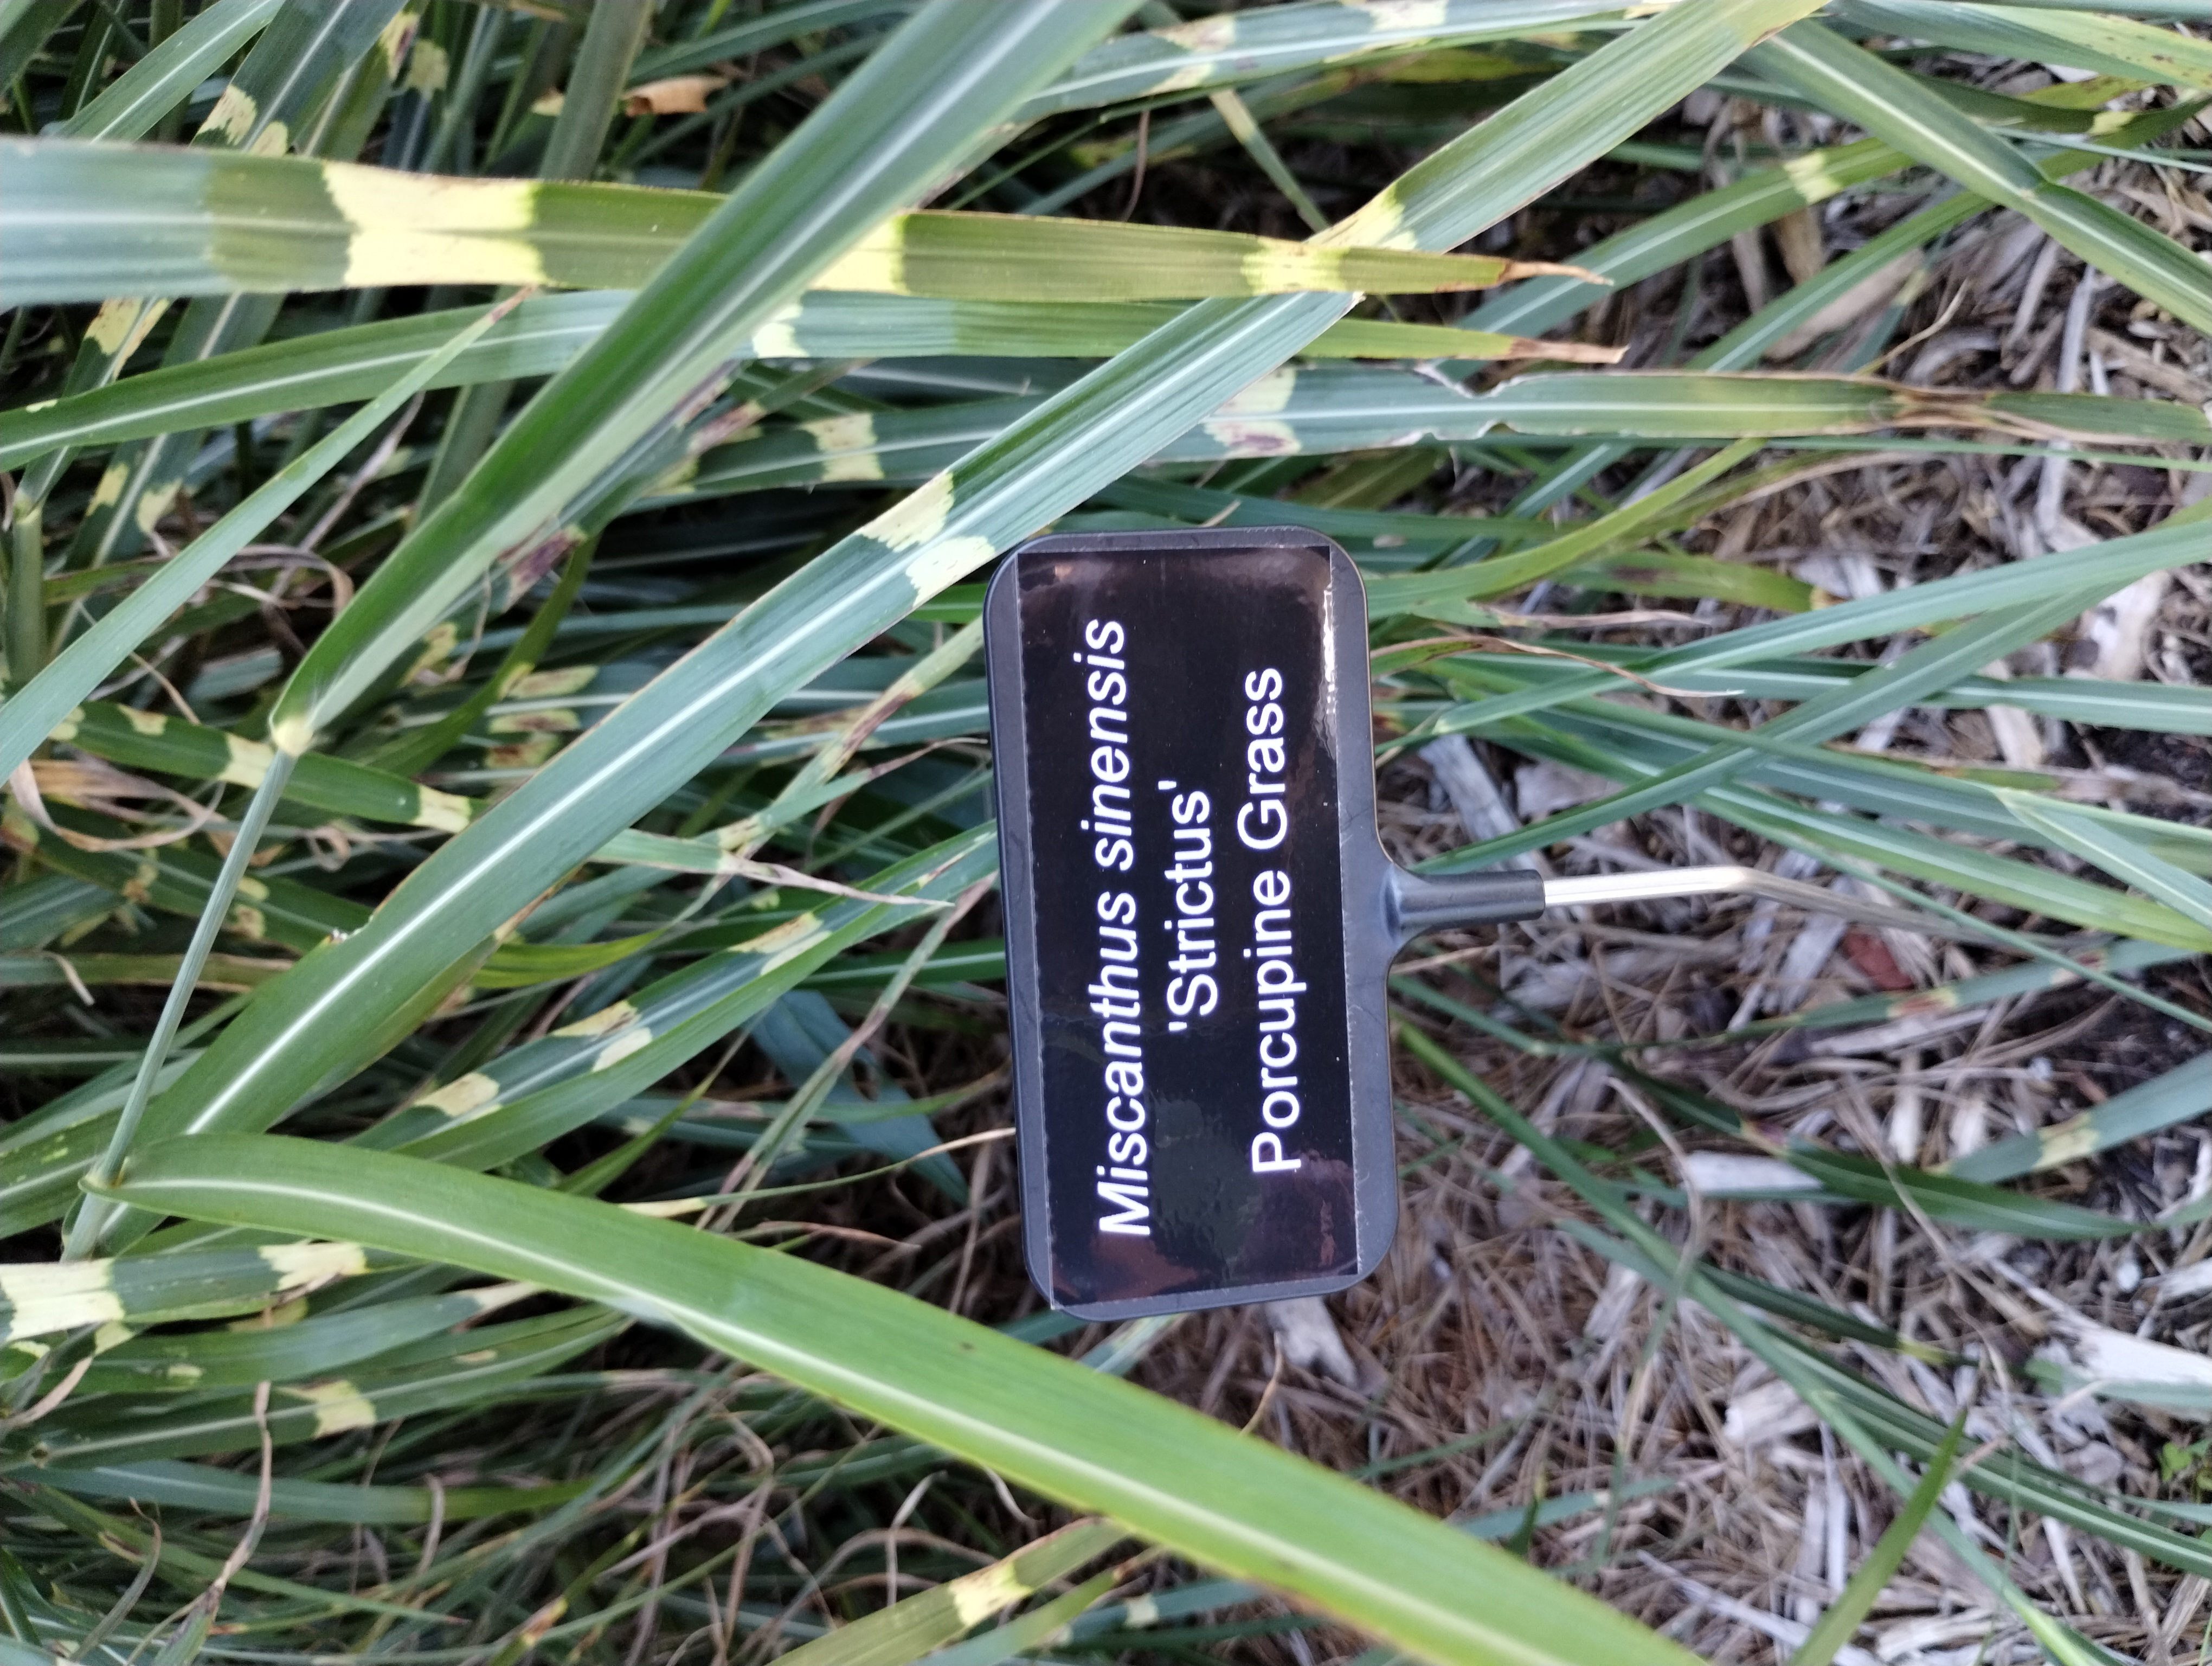 Miscanthus sinensis
'Strictus'
Porcupine Grass